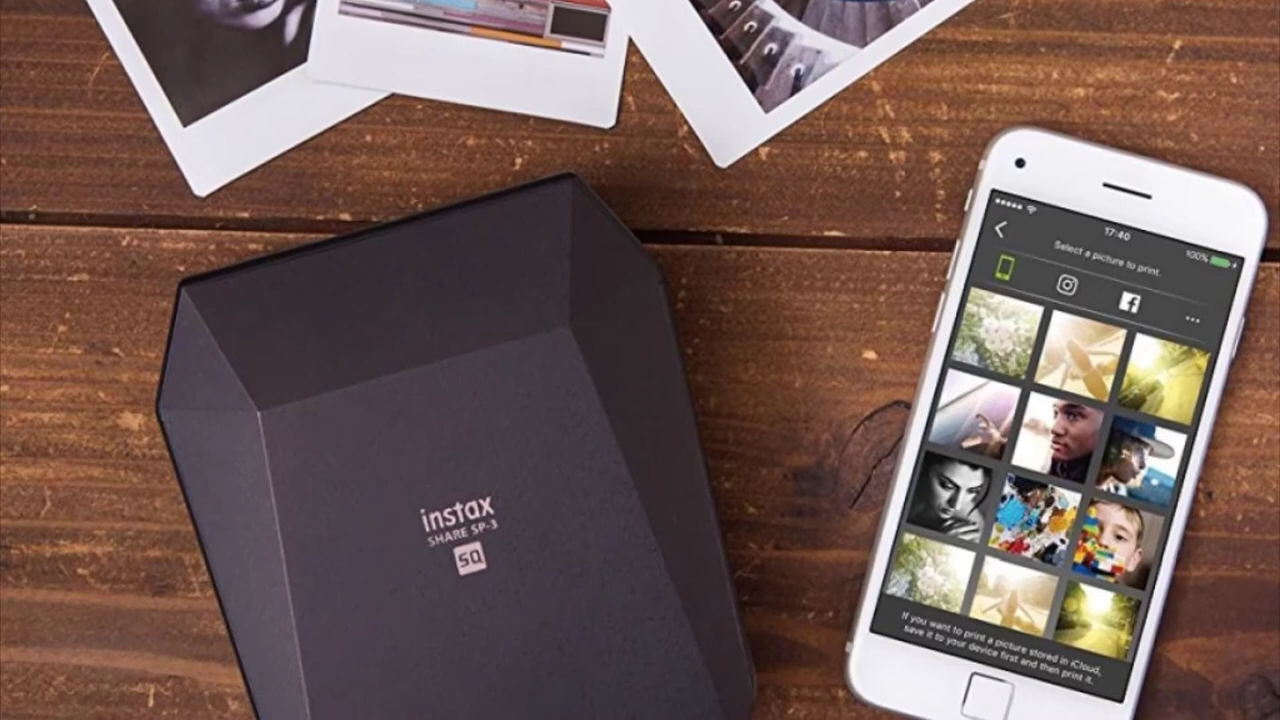 instax
SHARE SP-3
SQ
17:40
100%
Select a picture to print.
If you want to print a picture stored in iCloud,
save it to your device first and then print it.